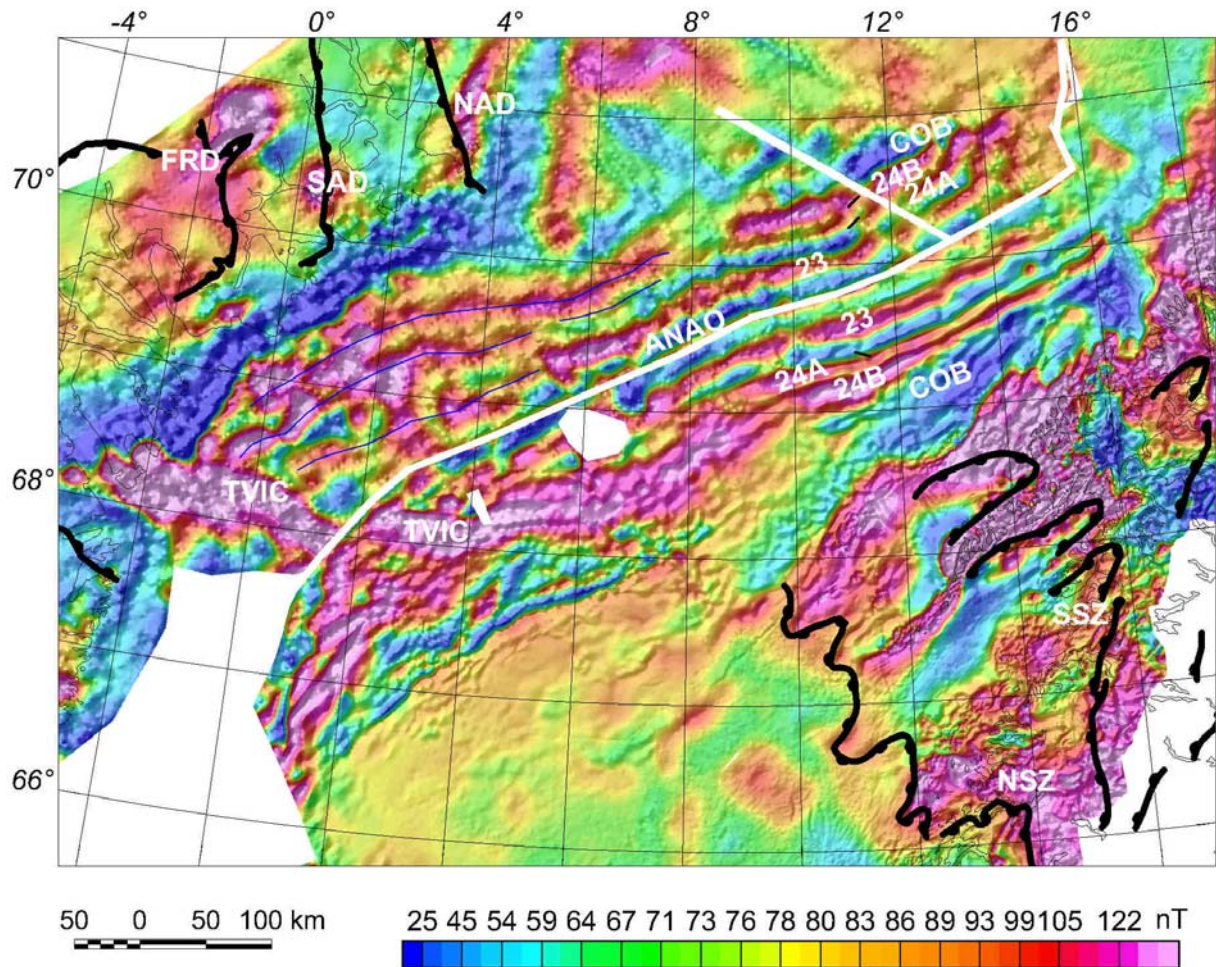 -4° 0° 4° 8° 12° 16°
NAD
COB
FRD
70°
SAD
24B
24A
23
ANAO
23
24A
24B
COB
68°
TVIC
TVIC
SSZ
66°
NSZ
50 0 50 100 km
25 45 54 59 64 67 71 73 76 78 80 83 86 89 93 99 105 122 nT